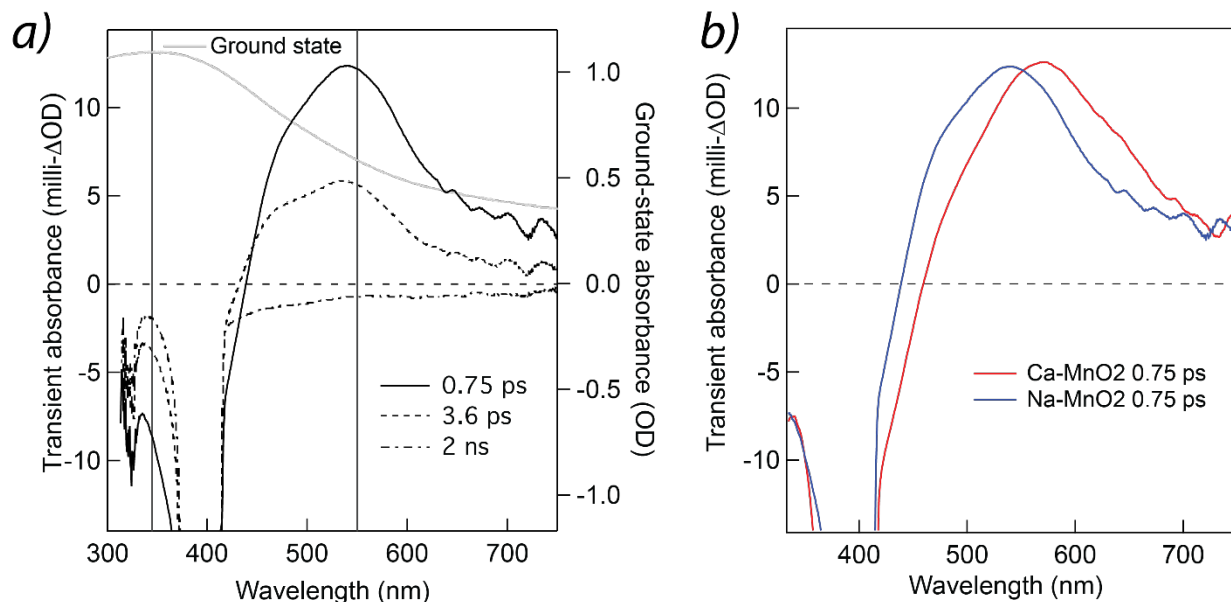 a)
Ground state
Transient absorbance (milli-ΔOD)
10
5
0
-5
-10
1.0
0.5
0.0
-0.5
-1.0
Ground-state absorbance (OD)
0.75 ps
3.6 ps
2 ns
300 400 500 600 700
Wavelength (nm)
b)
Transient absorbance (milli-ΔOD)
10
5
0
-5
-10
Ca-MnO2 0.75 ps
Na-MnO2 0.75 ps
400 500 600 700
Wavelength (nm)